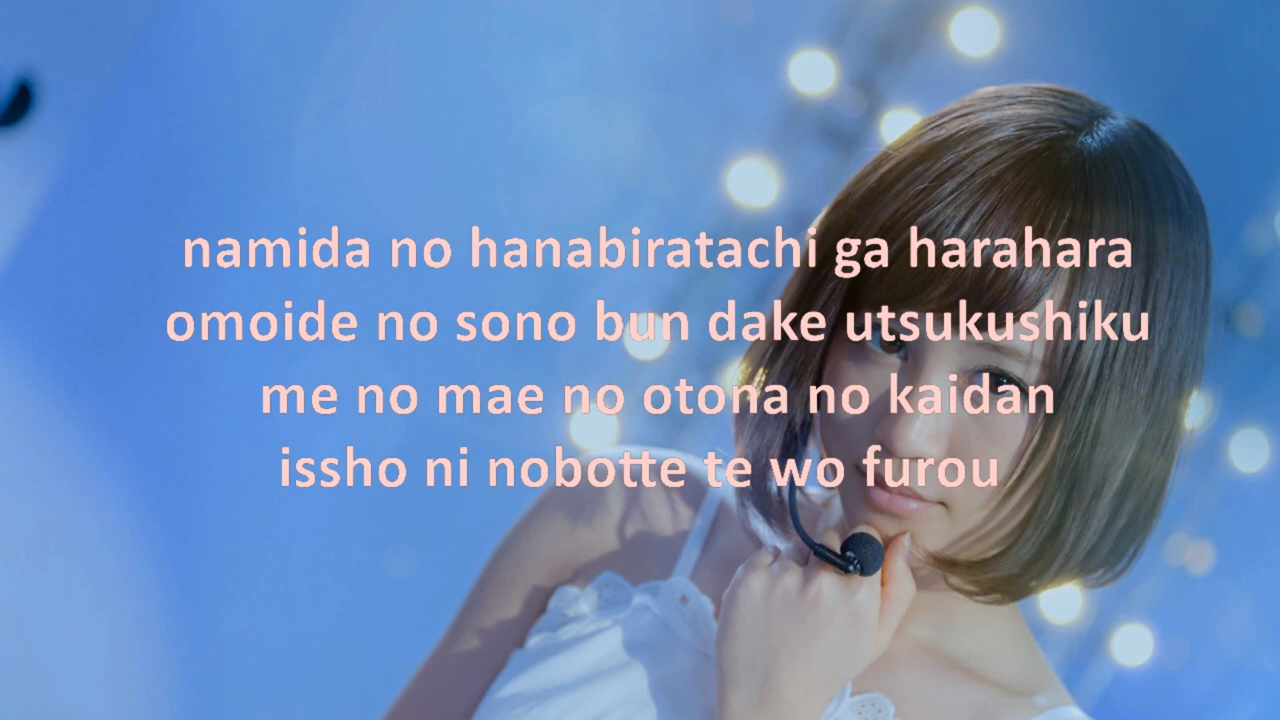 namida no hanabiratachi ga harahara
omoide no sono bun dake utsukushiku
me no mae no otona no kaidan
issho ni nobotte te wo furou